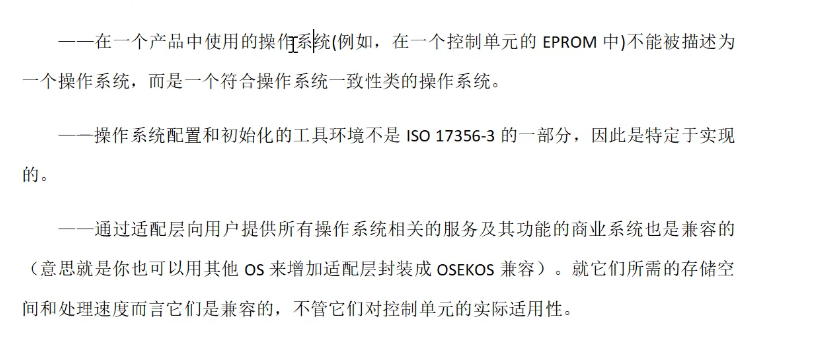 ——在一个产品中使用的操作系统(例如，在一个控制单元的 EPROM 中)不能被描述为
一个操作系统，而是一个符合操作系统一致性类的操作系统。
——操作系统配置和初始化的工具环境不是 ISO 17356-3 的一部分，因此是特定于实现
的。
——通过适配层向用户提供所有操作系统相关的服务及其功能的商业系统也是兼容的
（意思就是你也可以用其他 OS 来增加适配层封装成 OSEKOS 兼容）。就它们所需的存储空
间和处理速度而言它们是兼容的，不管它们对控制单元的实际适用性。